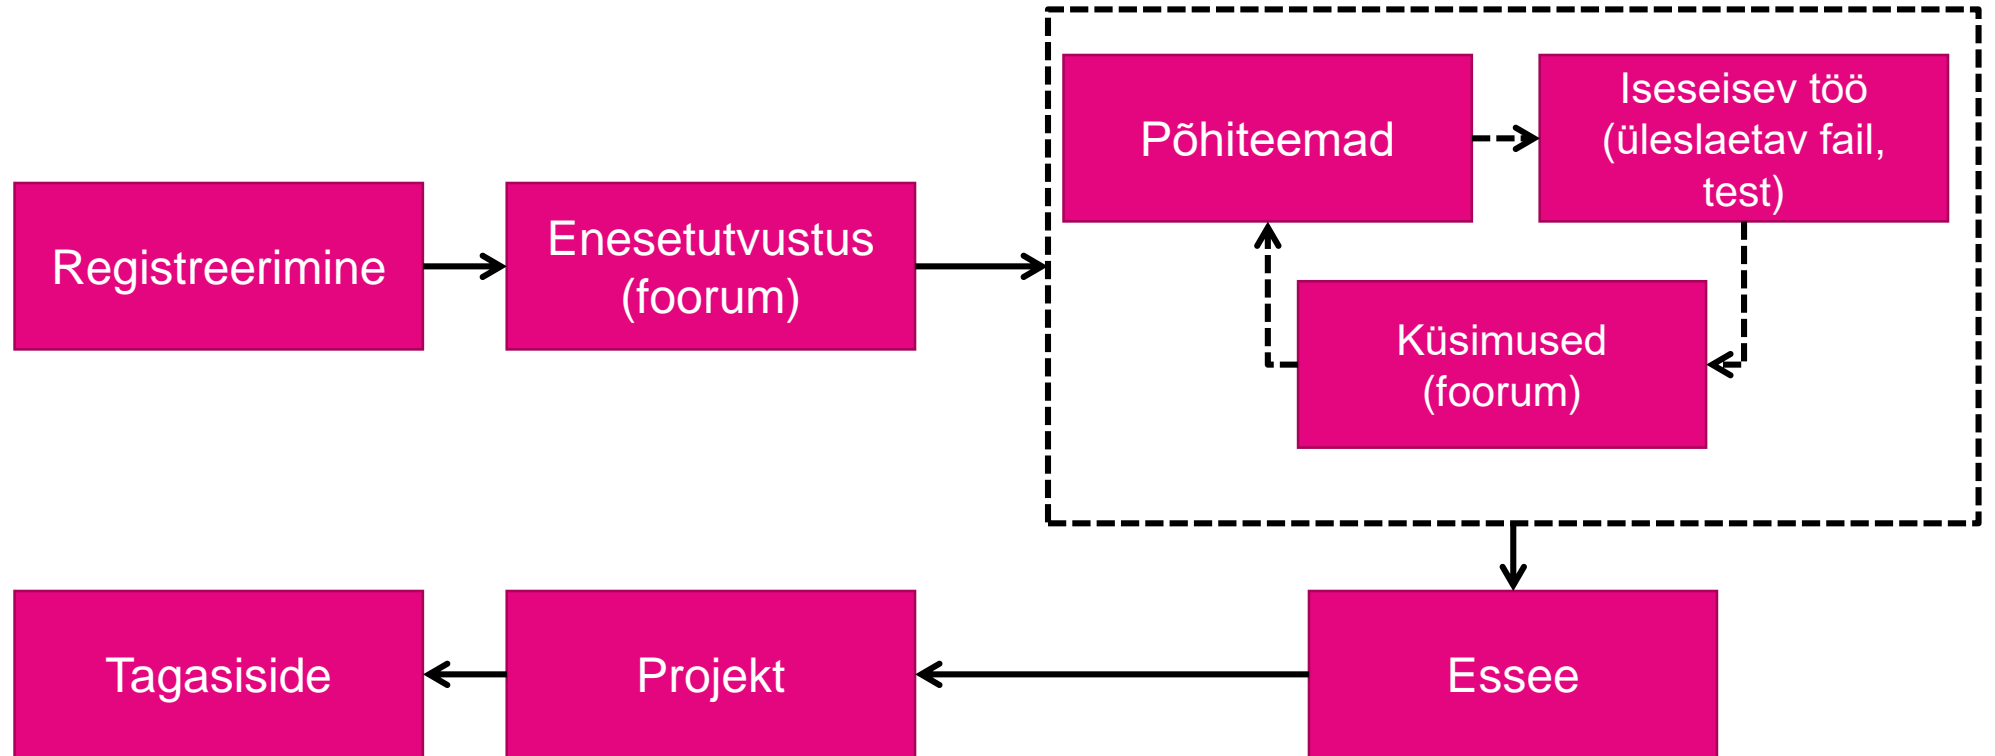 Registreerimine
Enesetutvustus
(foorum)
Põhiteemad
Iseseisev töö
(üleslaetav fail,
test)
Küsimused
(foorum)
Essee
Projekt
Tagasiside